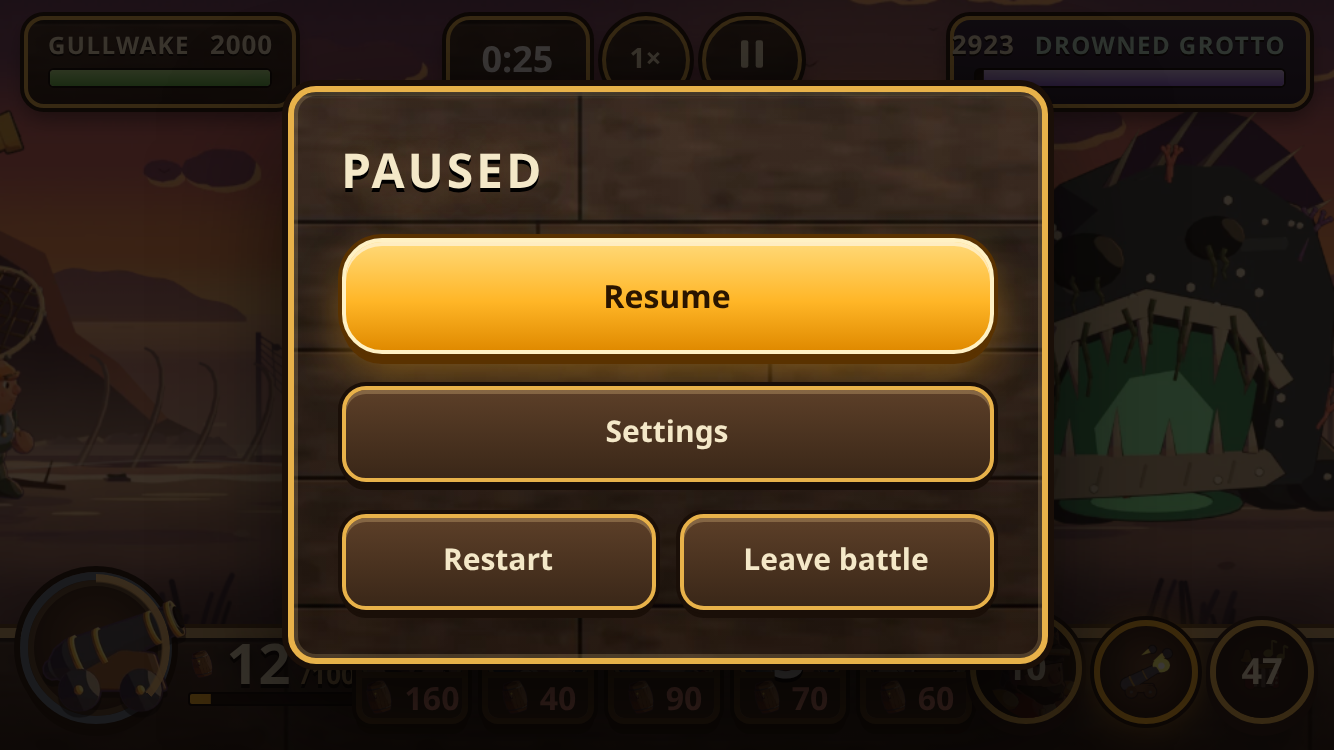 GULLWAKE 2000
0:25
1×
2923 DROWNED GROTTO
PAUSED
Resume
Settings
Restart
Leave battle
12 /100
160
40
90
70
60
47